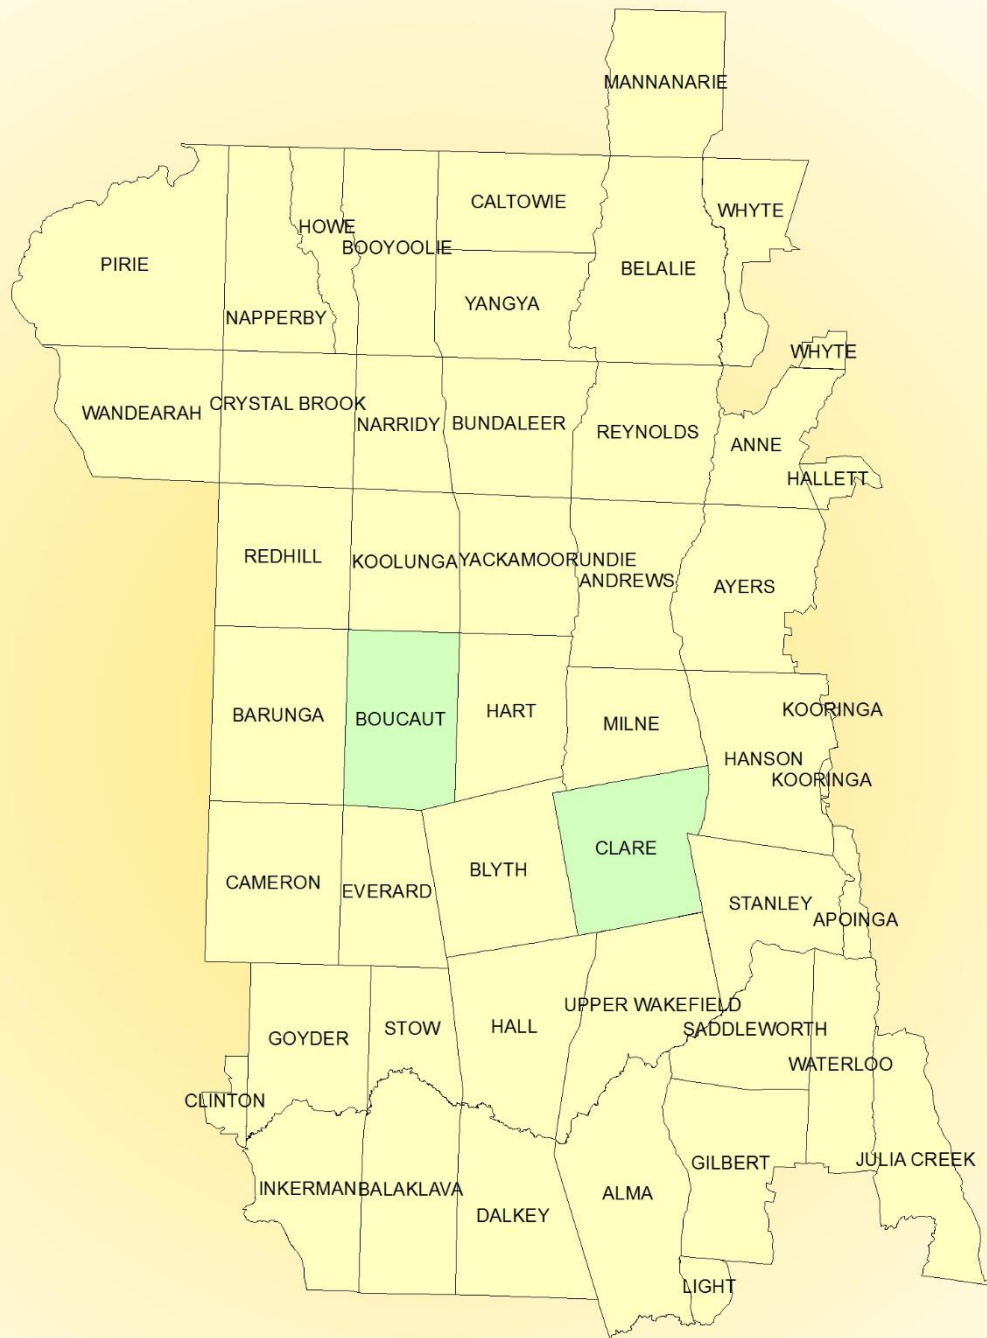 MANNANARIE
CALTOWIE
WHYTE
HOWE
BOOYOOLIE
PIRIE
BELALIE
YANGYA
NAPPERBY
WHYTE
CRYSTAL BROOK
WANDEARAH
NARRIDY
BUNDALEER
REYNOLDS
ANNE
HALLETT
REDHILL
KOOLUNGA
YACKAMOORUNDIE
ANDREWS
AYERS
BARUNGA
BOUCAUT
HART
MILNE
KOORINGA
HANSON
KOORINGA
CLARE
BLYTH
CAMERON
EVERARD
STANLEY
APOINGA
UPPER WAKEFIELD
GOYDER
STOW
HALL
SADDLEWORTH
WATERLOO
CLINTON
JULIA CREEK
GILBERT
INKERMAN
BALAKLAVA
ALMA
DALKEY
LIGHT